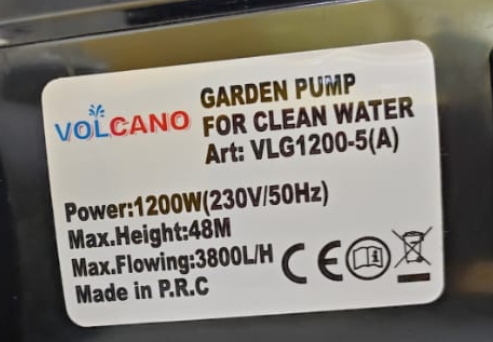 VOLCANO
GARDEN PUMP
FOR CLEAN WATER
Art: VLG1200-5(A)
Power:1200W(230V/50Hz)
Max.Height:48M
Max.Flowing:3800L/H
Made in P.R.C
CE